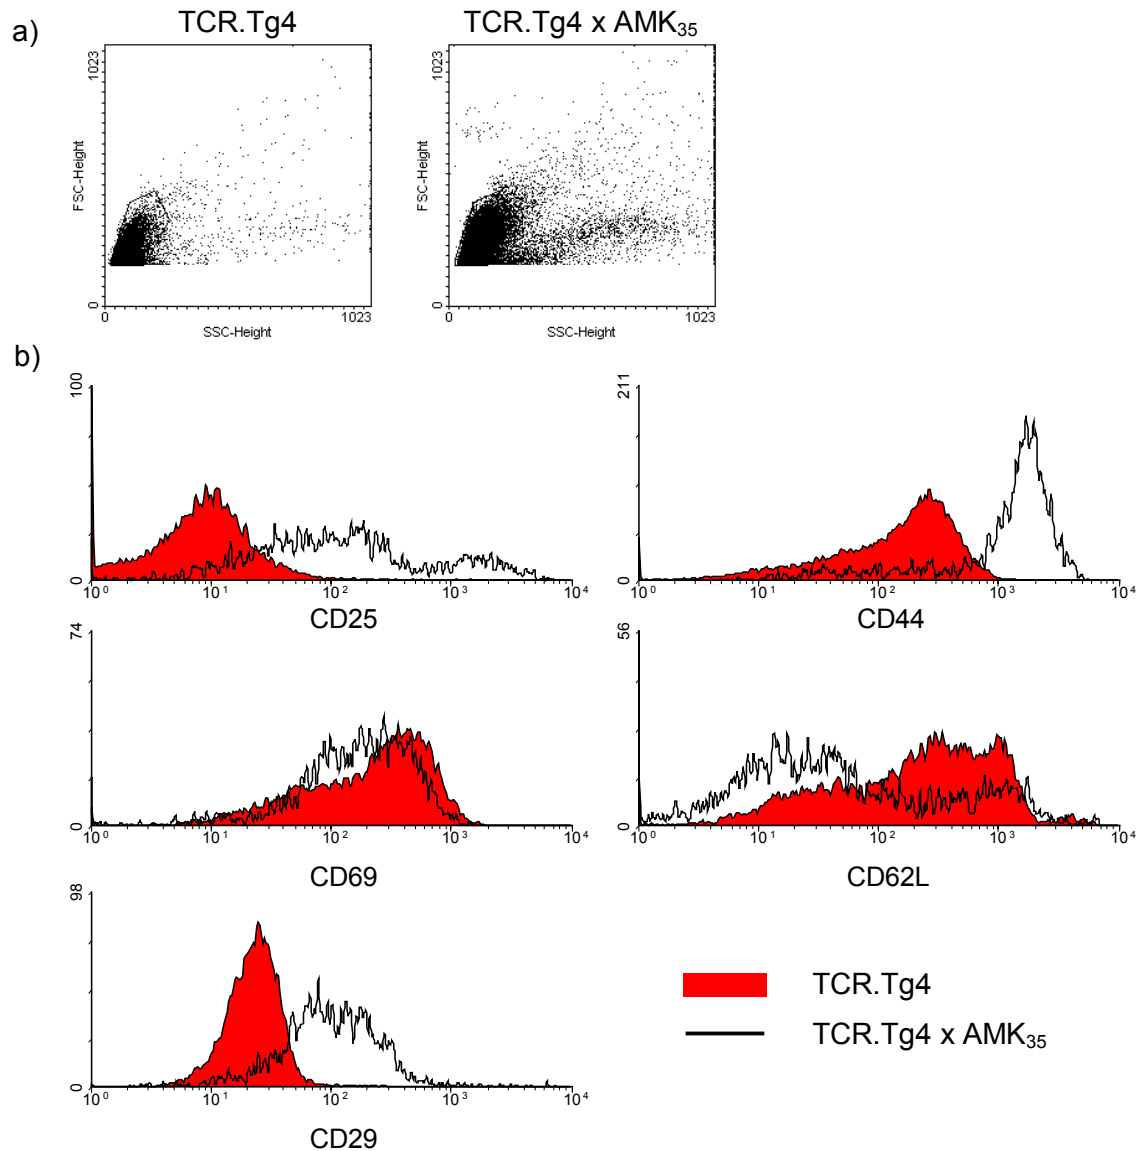 a)
TCR.Tg4
TCR.Tg4 x AMK₃₅
1023
FSC-Height
0
0
1023
SSC-Height
1023
FSC-Height
0
0
1023
SSC-Height
b)
100
0
10⁰ 10¹ 10² 10³ 10⁴
CD25
211
0
10⁰ 10¹ 10² 10³ 10⁴
CD44
74
0
10⁰ 10¹ 10² 10³ 10⁴
CD69
56
0
10⁰ 10¹ 10² 10³ 10⁴
CD62L
98
0
10⁰ 10¹ 10² 10³ 10⁴
CD29
TCR.Tg4
TCR.Tg4 x AMK₃₅